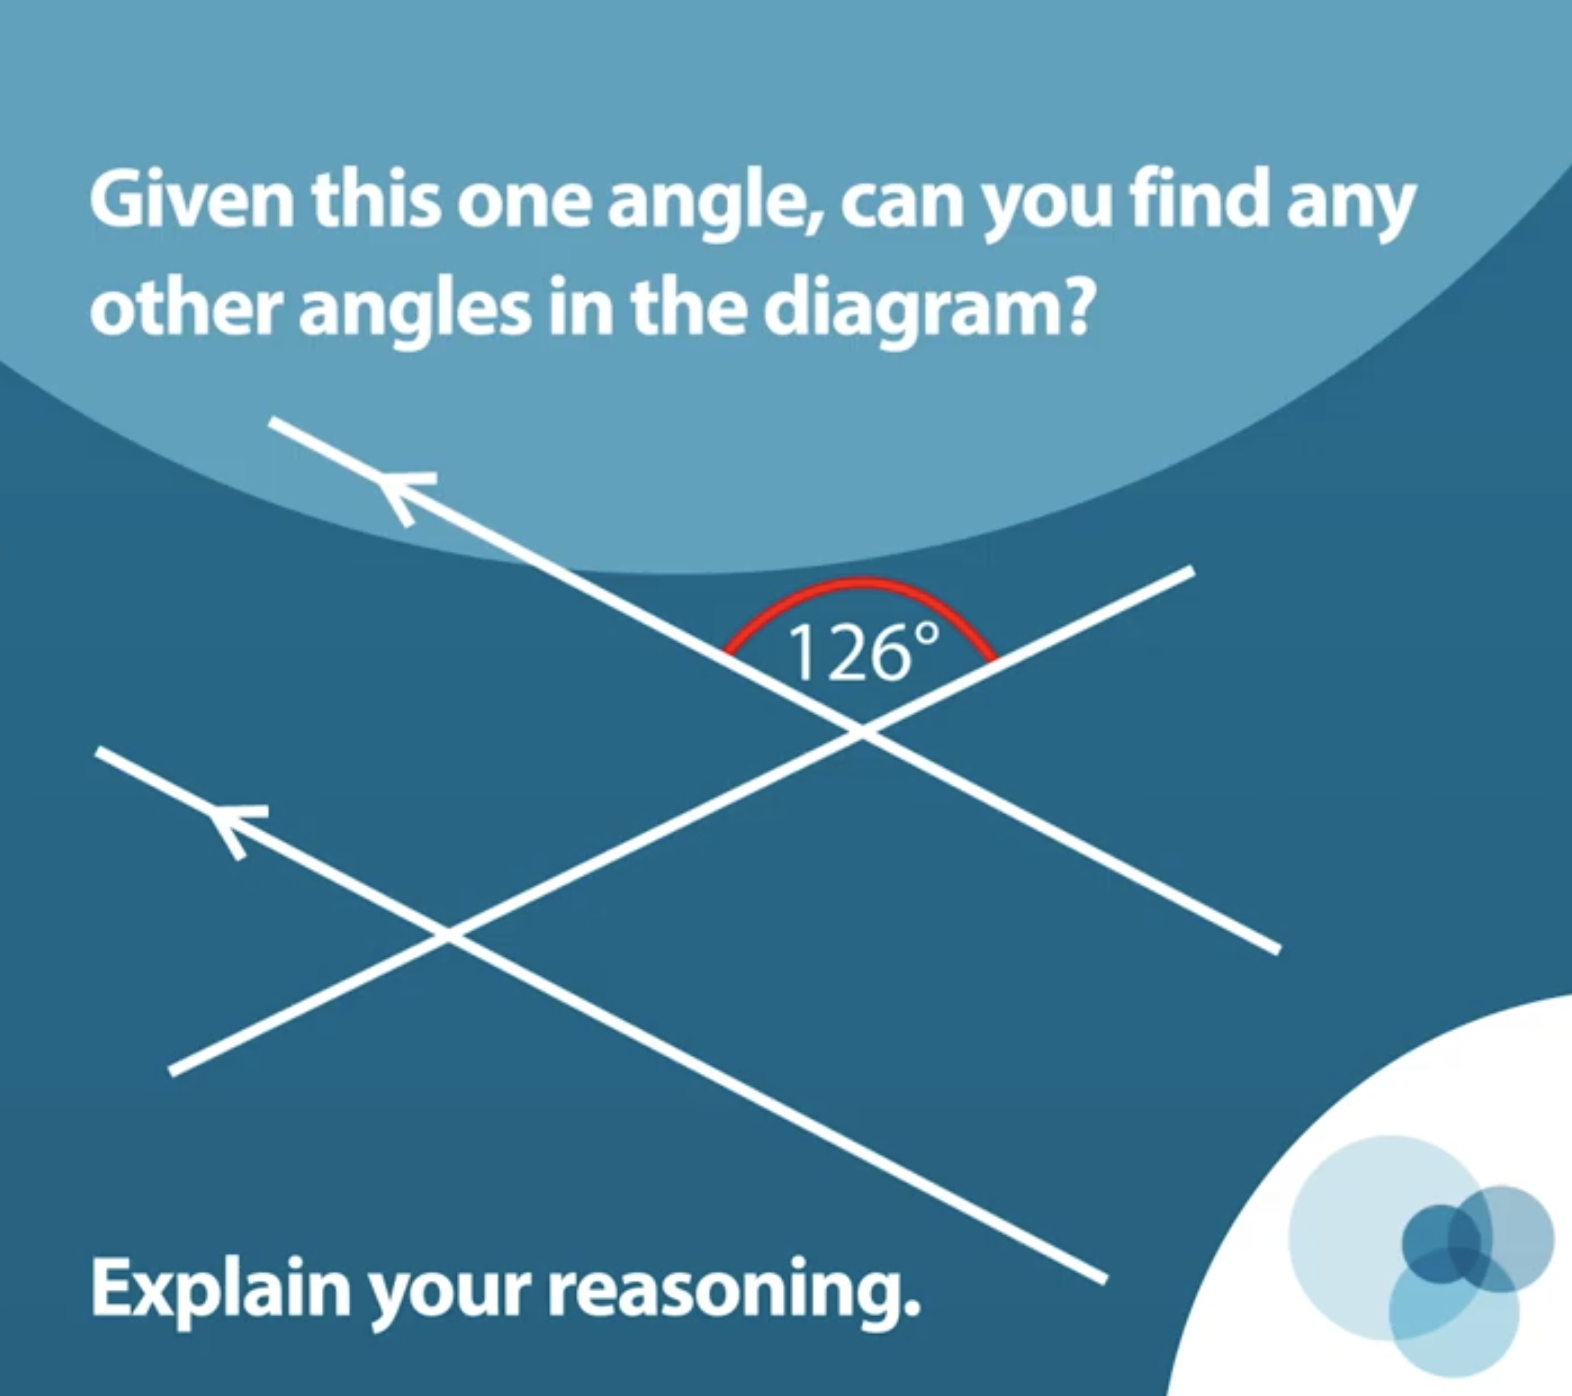 Given this one angle, can you find any
other angles in the diagram?
126°
Explain your reasoning.